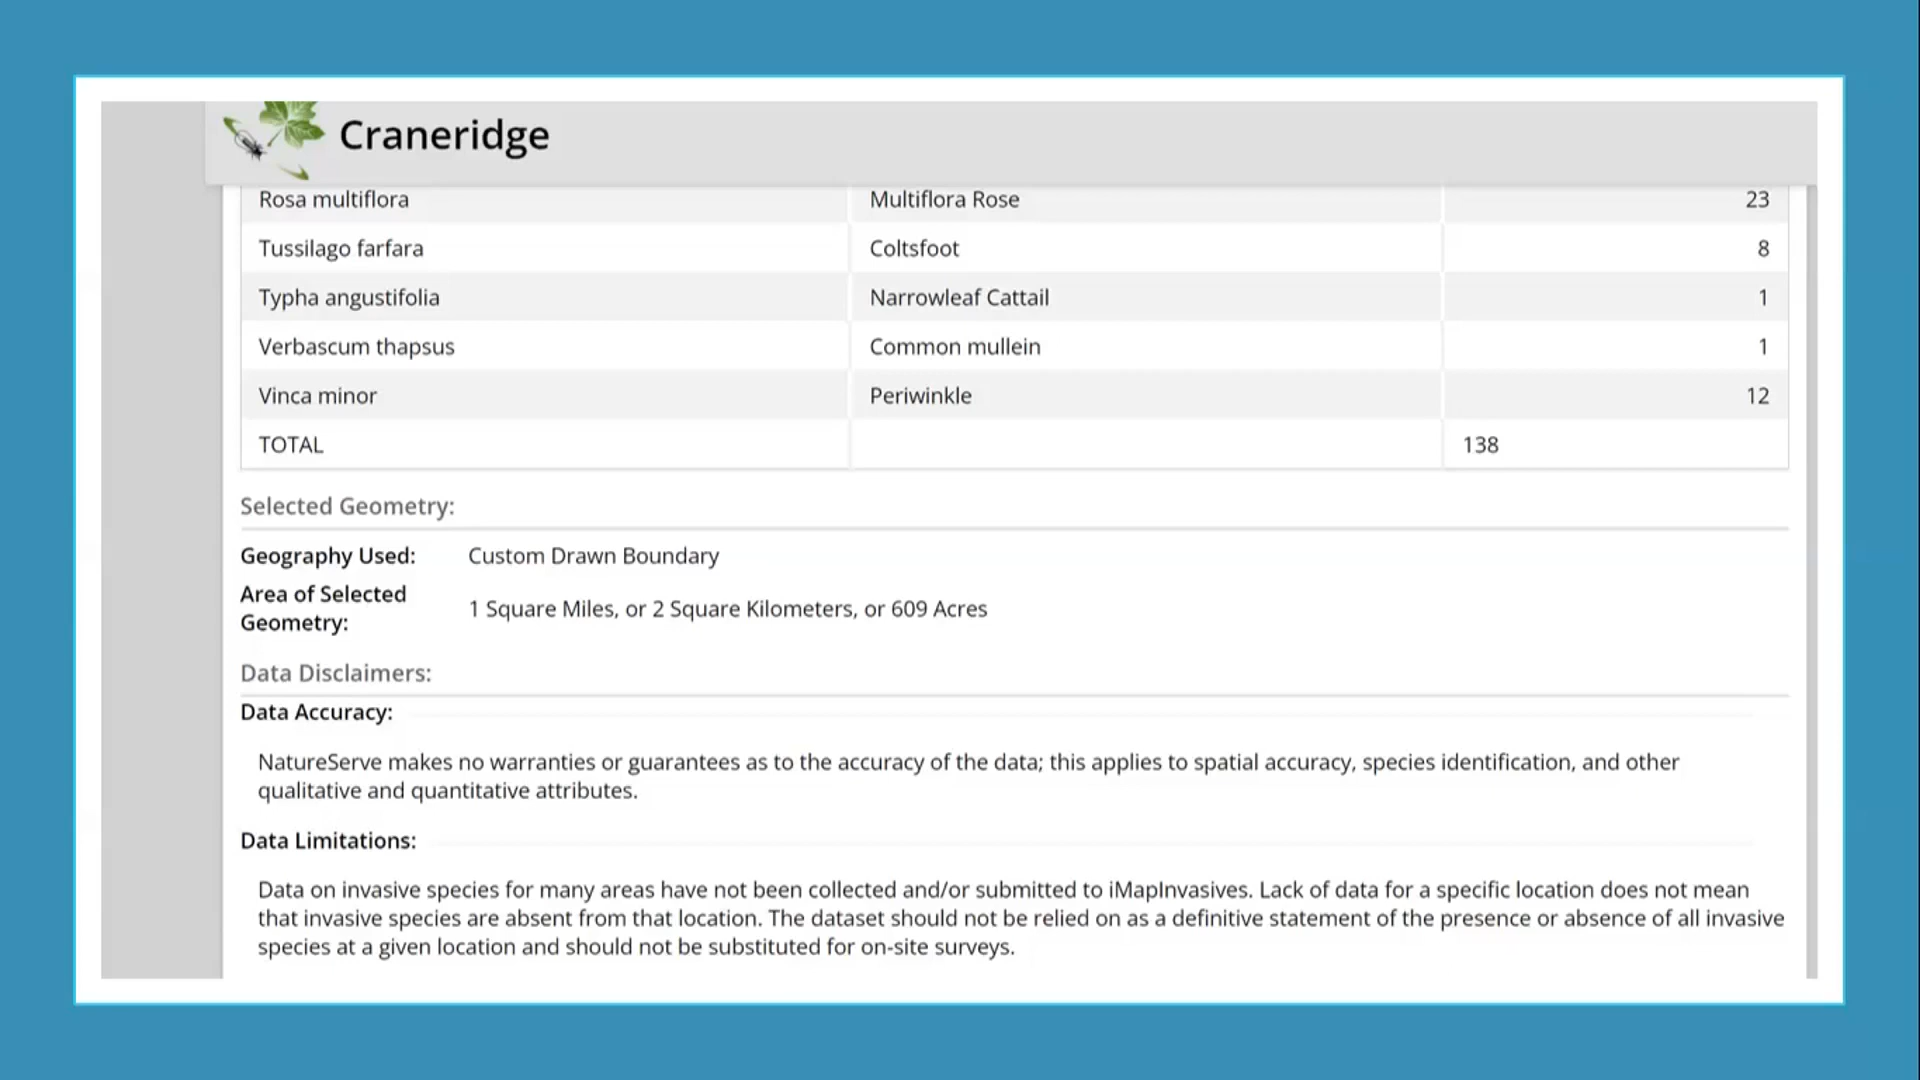 Craneridge
Rosa multiflora Multiflora Rose 23
Tussilago farfara Coltsfoot 8
Typha angustifolia Narrowleaf Cattail 1
Verbascum thapsus Common mullein 1
Vinca minor Periwinkle 12
TOTAL 138
Selected Geometry:
Geography Used: Custom Drawn Boundary
Area of Selected
Geometry: 1 Square Miles, or 2 Square Kilometers, or 609 Acres
Data Disclaimers:
Data Accuracy:
NatureServe makes no warranties or guarantees as to the accuracy of the data; this applies to spatial accuracy, species identification, and other
qualitative and quantitative attributes.
Data Limitations:
Data on invasive species for many areas have not been collected and/or submitted to iMapInvasives. Lack of data for a specific location does not mean
that invasive species are absent from that location. The dataset should not be relied on as a definitive statement of the presence or absence of all invasive
species at a given location and should not be substituted for on-site surveys.